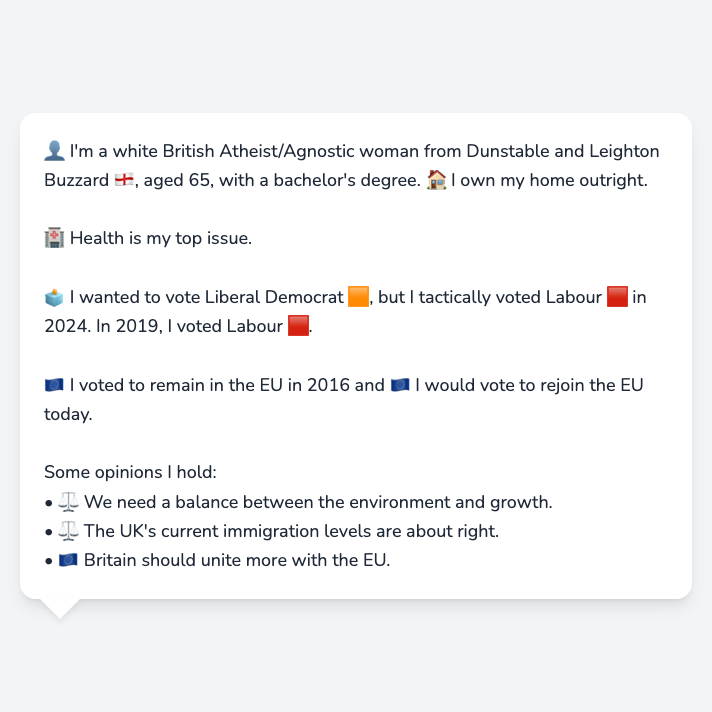 👤 I'm a white British Atheist/Agnostic woman from Dunstable and Leighton
Buzzard 🏴󠁧󠁢󠁥󠁮󠁧󠁿, aged 65, with a bachelor's degree. 🏠 I own my home outright.
🏥 Health is my top issue.
🗳️ I wanted to vote Liberal Democrat 🟧, but I tactically voted Labour 🟥 in
2024. In 2019, I voted Labour 🟥.
🇪🇺 I voted to remain in the EU in 2016 and 🇪🇺 I would vote to rejoin the EU
today.
Some opinions I hold:
• ⚖️ We need a balance between the environment and growth.
• ⚖️ The UK's current immigration levels are about right.
• 🇪🇺 Britain should unite more with the EU.